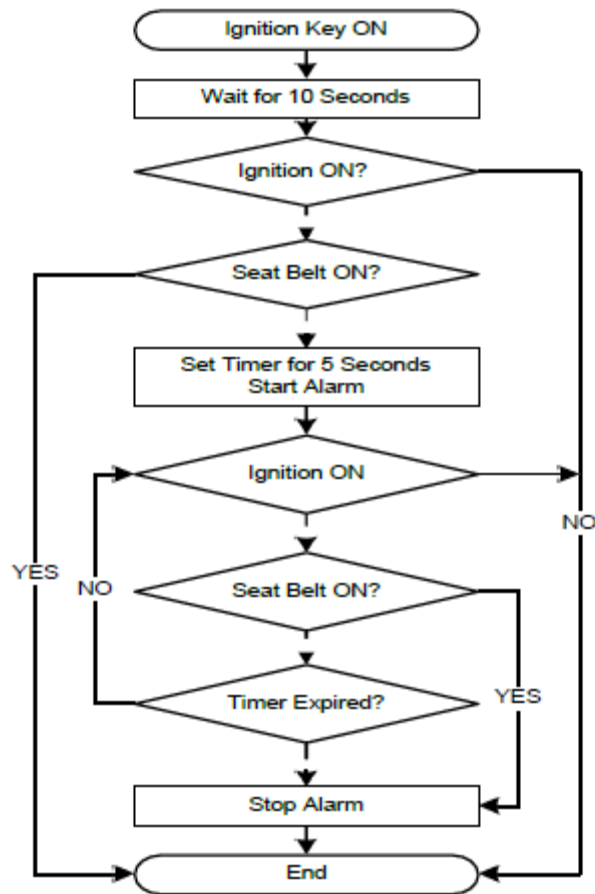 Ignition Key ON
Wait for 10 Seconds
Ignition ON?
Seat Belt ON?
Set Timer for 5 Seconds
Start Alarm
Ignition ON
NO
YES
NO
Seat Belt ON?
YES
Timer Expired?
Stop Alarm
End